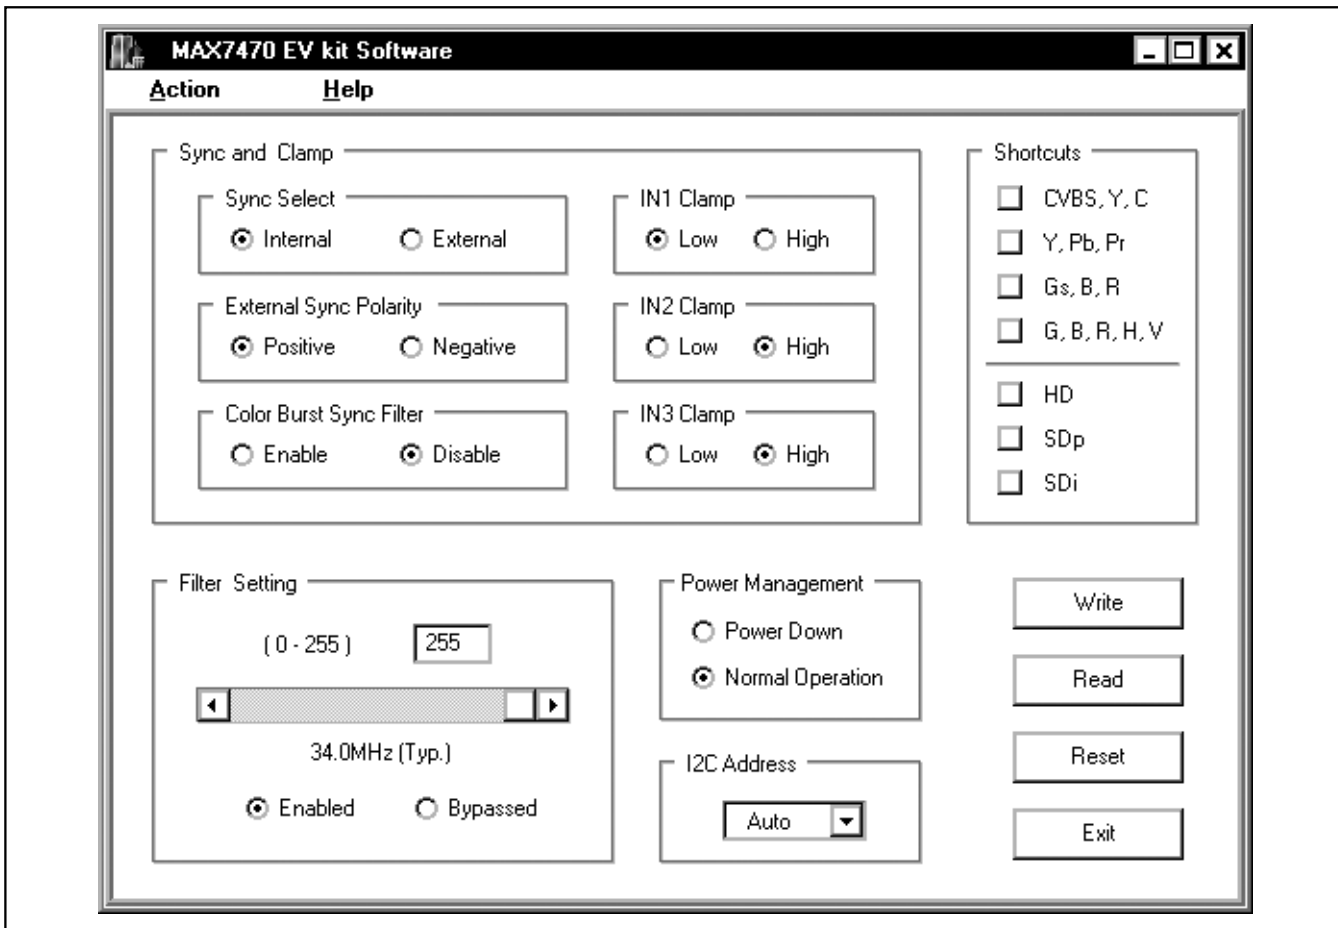 MAX7470 EV kit Software
Action Help
Sync and Clamp
Sync Select
Internal External
External Sync Polarity
Positive Negative
Color Burst Sync Filter
Enable Disable
IN1 Clamp
Low High
IN2 Clamp
Low High
IN3 Clamp
Low High
Shortcuts
CVBS, Y, C
Y, Pb, Pr
Gs, B, R
G, B, R, H, V
HD
SDp
SDi
Filter Setting
( 0 - 255 ) 255
34.0MHz (Typ.)
Enabled Bypassed
Power Management
Power Down
Normal Operation
I2C Address
Auto
Write
Read
Reset
Exit